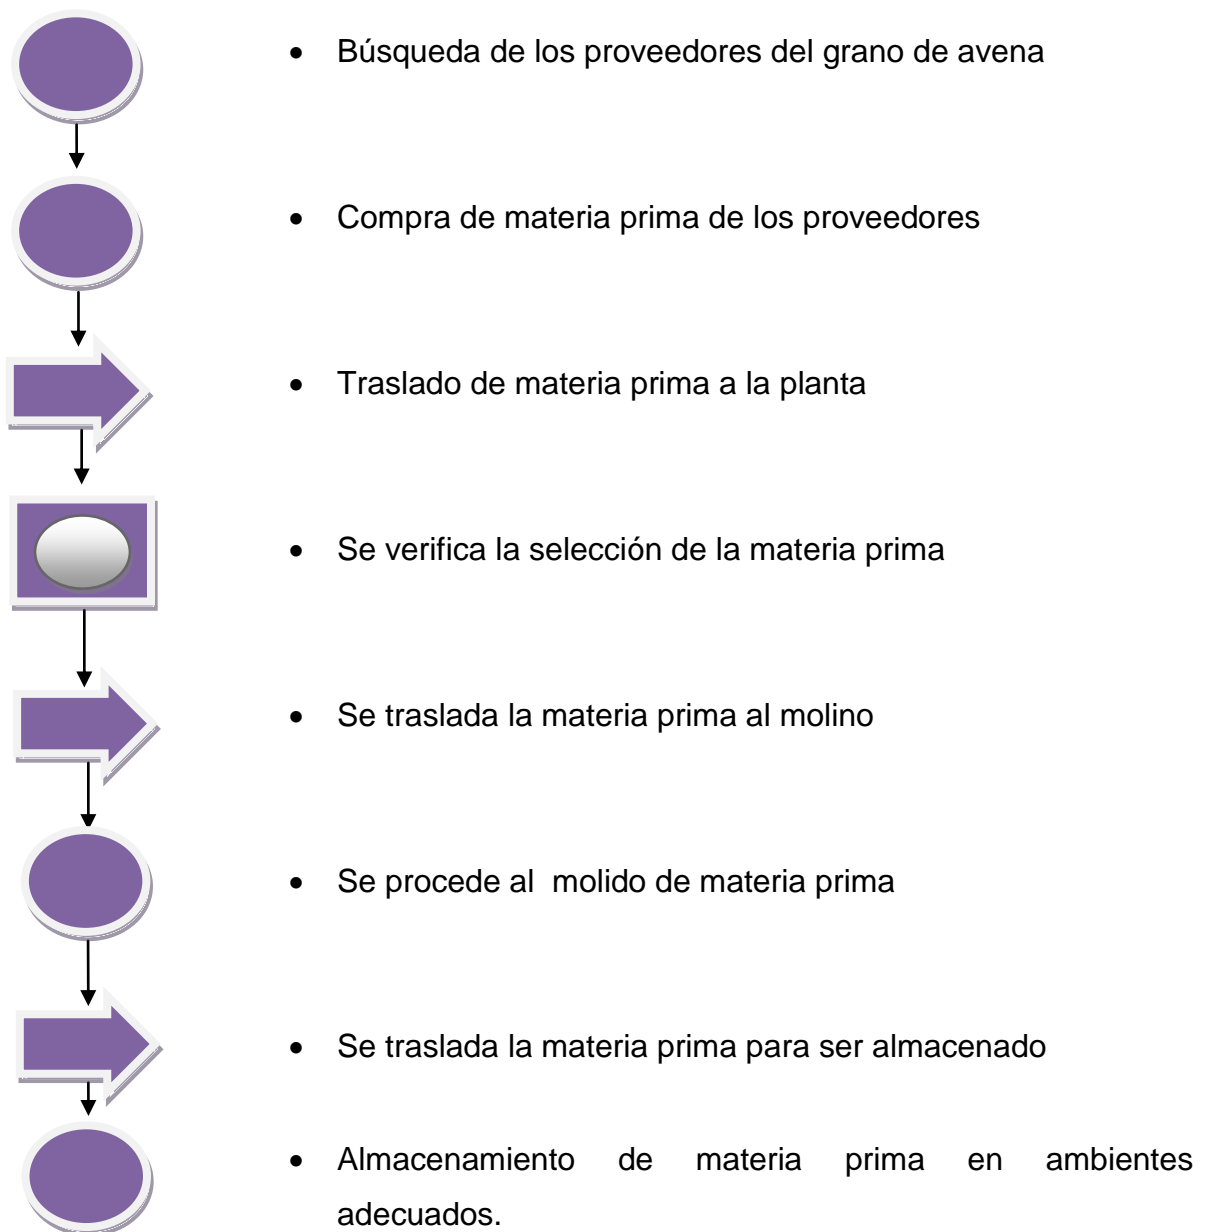 • Búsqueda de los proveedores del grano de avena
• Compra de materia prima de los proveedores
• Traslado de materia prima a la planta
• Se verifica la selección de la materia prima
• Se traslada la materia prima al molino
• Se procede al  molido de materia prima
• Se traslada la materia prima para ser almacenado
• Almacenamiento de materia prima en ambientes
adecuados.